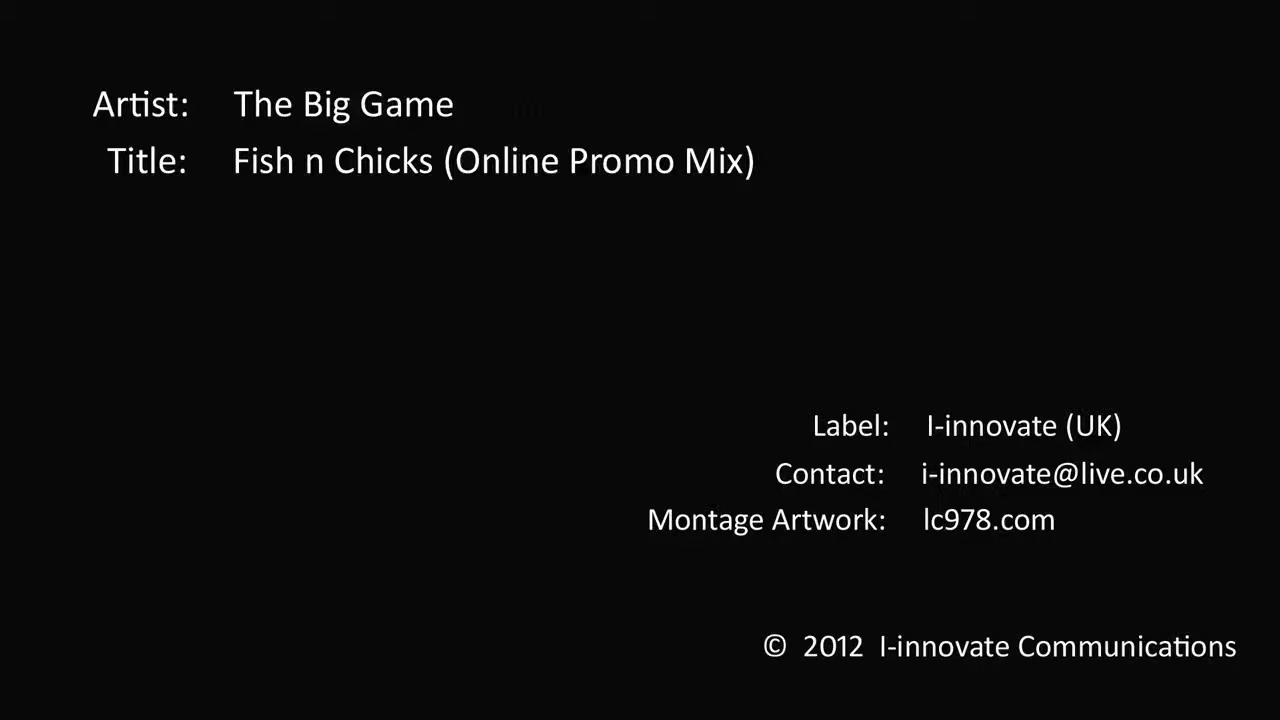 Artist: The Big Game
Title: Fish n Chicks (Online Promo Mix)
Label: I-innovate (UK)
Contact: i-innovate@live.co.uk
Montage Artwork: lc978.com
© 2012 I-innovate Communications